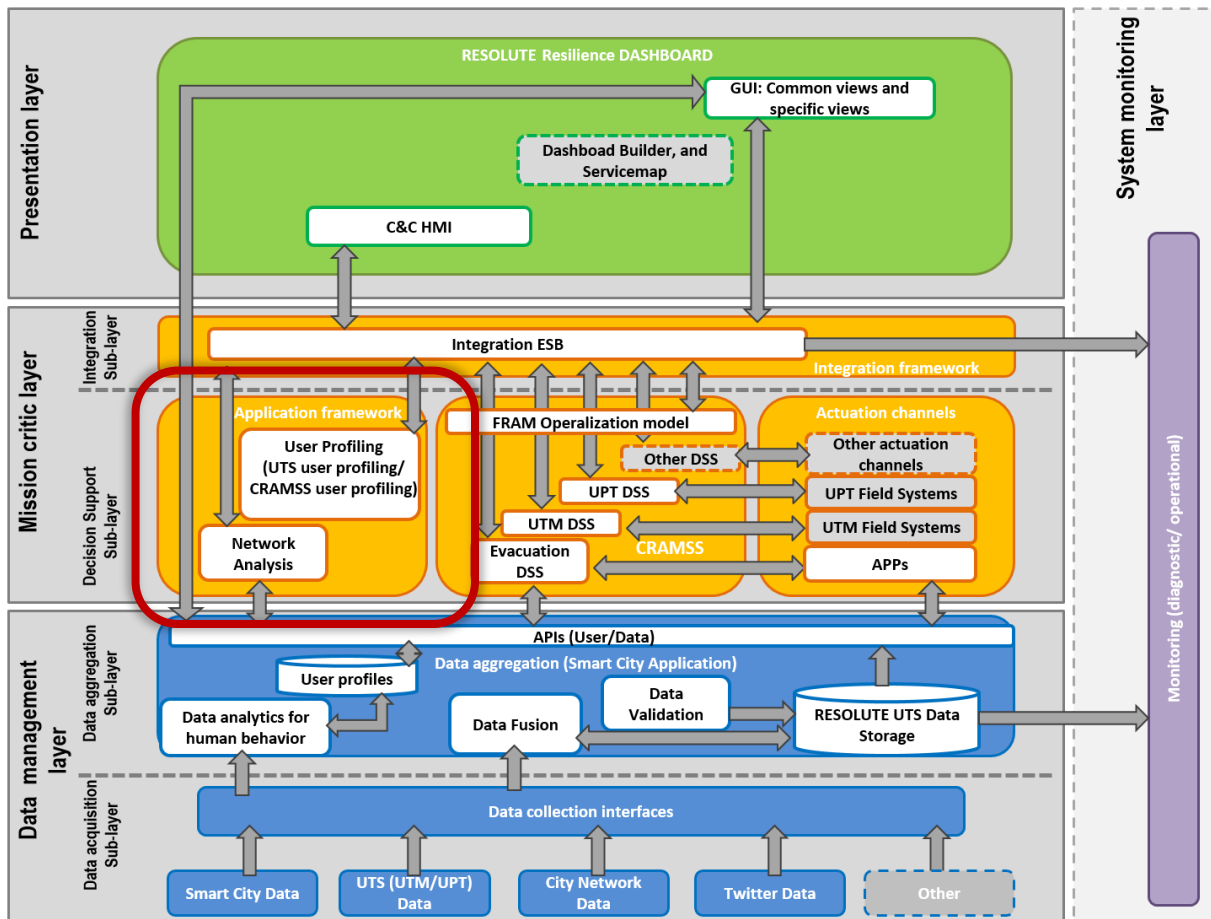 Presentation layer
RESOLUTE Resilience DASHBOARD
GUI: Common views and
specific views
Dashboad Builder, and
Servicemap
C&C HMI
System monitoring
layer
Monitoring (diagnostic/ operational)
Mission critic layer
Integration
Sub-layer
Integration ESB
Integration framework
Decision Support
Sub-layer
Application framework
User Profiling
(UTS user profiling/
CRAMSS user profiling)
Network
Analysis
FRAM Operalization model
Other DSS
UPT DSS
UTM DSS
Evacuation
DSS
CRAMSS
Actuation channels
Other actuation
channels
UPT Field Systems
UTM Field Systems
APPs
Data management
layer
Data aggregation
Sub-layer
APIs (User/Data)
Data aggregation (Smart City Application)
User profiles
Data analytics for
human behavior
Data Fusion
Data
Validation
RESOLUTE UTS Data
Storage
Data acquisition
Sub-layer
Data collection interfaces
Smart City Data
UTS (UTM/UPT)
Data
City Network
Data
Twitter Data
Other